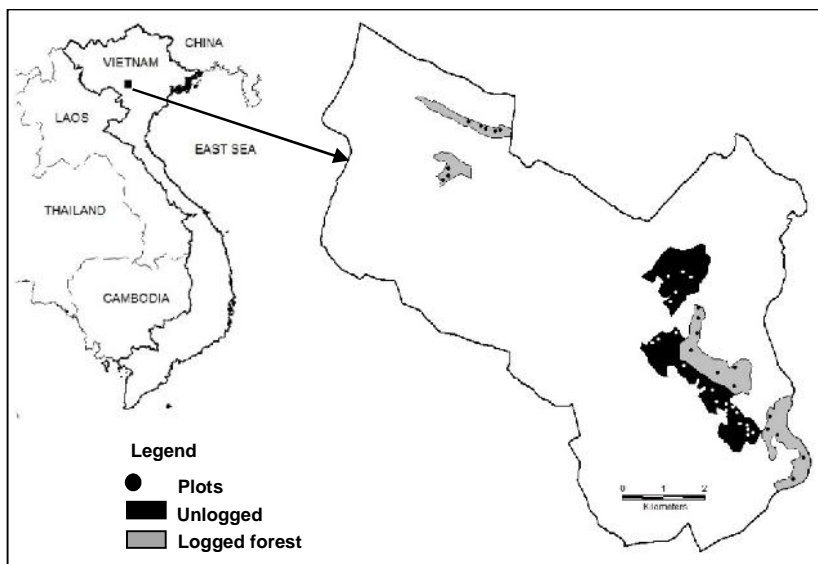 CHINA
VIETNAM
LAOS
EAST SEA
THAILAND
CAMBODIA
Legend
Plots
Unlogged
Logged forest
0 1 2
Kilometers